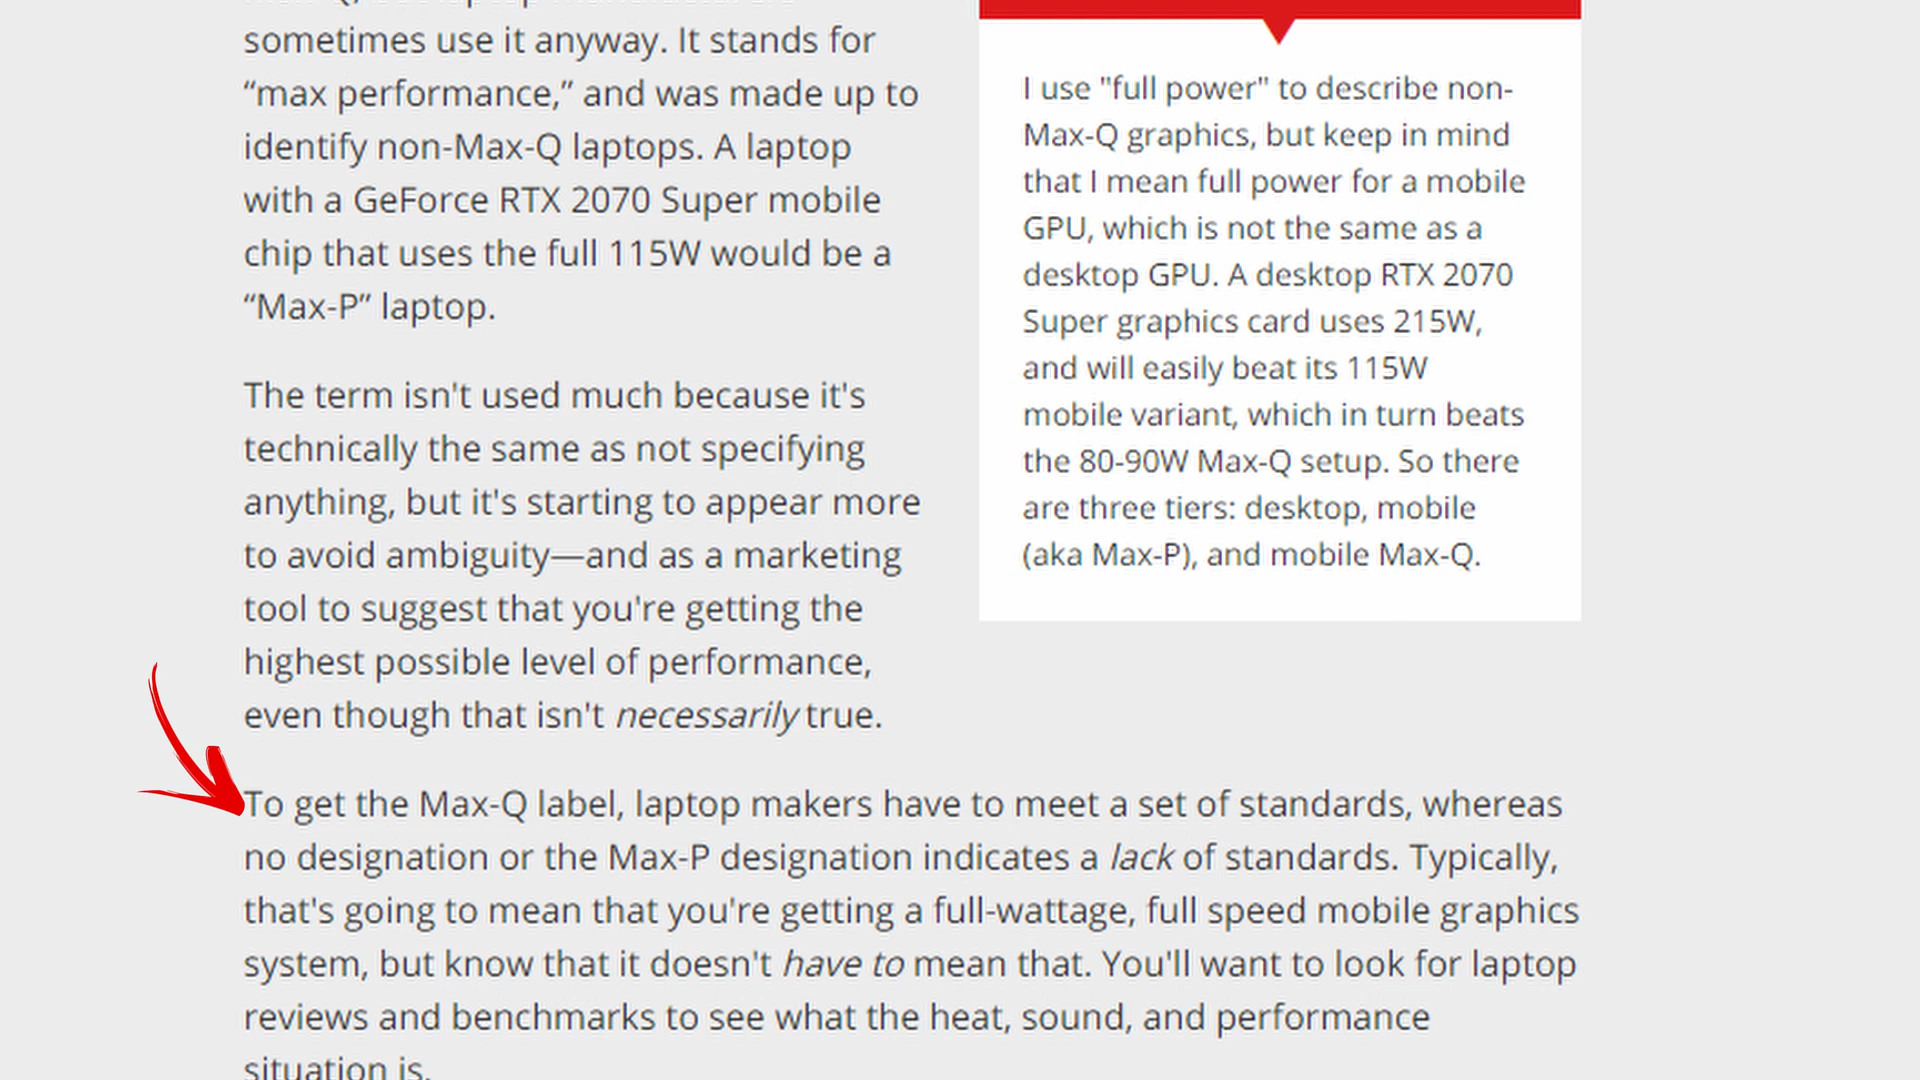 sometimes use it anyway. It stands for
“max performance,” and was made up to
identify non-Max-Q laptops. A laptop
with a GeForce RTX 2070 Super mobile
chip that uses the full 115W would be a
“Max-P” laptop.
The term isn't used much because it's
technically the same as not specifying
anything, but it's starting to appear more
to avoid ambiguity—and as a marketing
tool to suggest that you're getting the
highest possible level of performance,
even though that isn't necessarily true.
I use "full power" to describe non-
Max-Q graphics, but keep in mind
that I mean full power for a mobile
GPU, which is not the same as a
desktop GPU. A desktop RTX 2070
Super graphics card uses 215W,
and will easily beat its 115W
mobile variant, which in turn beats
the 80-90W Max-Q setup. So there
are three tiers: desktop, mobile
(aka Max-P), and mobile Max-Q.
To get the Max-Q label, laptop makers have to meet a set of standards, whereas
no designation or the Max-P designation indicates a lack of standards. Typically,
that's going to mean that you're getting a full-wattage, full speed mobile graphics
system, but know that it doesn't have to mean that. You'll want to look for laptop
reviews and benchmarks to see what the heat, sound, and performance
situation is.